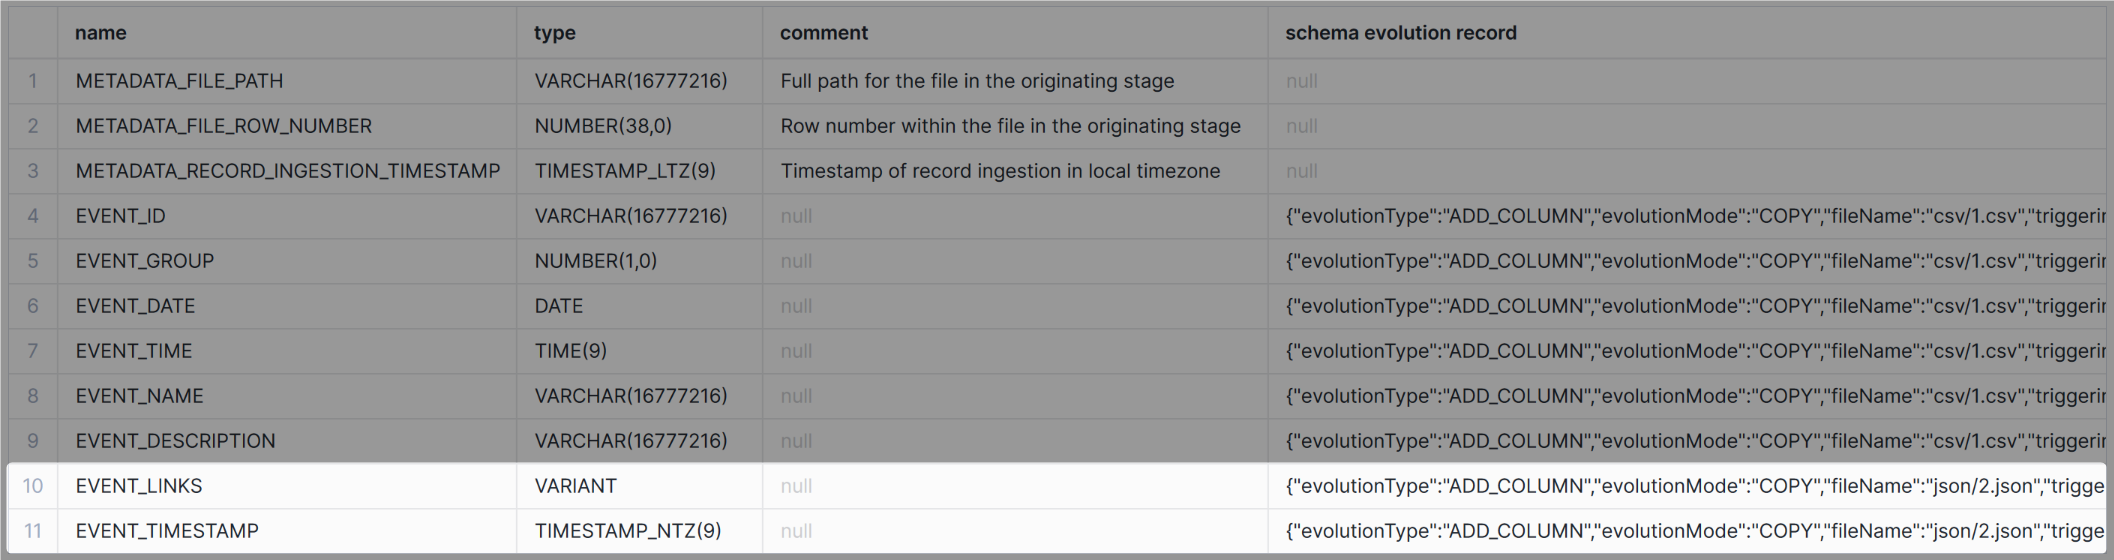 name type comment schema evolution record
1 METADATA_FILE_PATH VARCHAR(16777216) Full path for the file in the originating stage null
2 METADATA_FILE_ROW_NUMBER NUMBER(38,0) Row number within the file in the originating stage null
3 METADATA_RECORD_INGESTION_TIMESTAMP TIMESTAMP_LTZ(9) Timestamp of record ingestion in local timezone null
4 EVENT_ID VARCHAR(16777216) null {"evolutionType":"ADD_COLUMN","evolutionMode":"COPY","fileName":"csv/1.csv","triggerin
5 EVENT_GROUP NUMBER(1,0) null {"evolutionType":"ADD_COLUMN","evolutionMode":"COPY","fileName":"csv/1.csv","triggerin
6 EVENT_DATE DATE null {"evolutionType":"ADD_COLUMN","evolutionMode":"COPY","fileName":"csv/1.csv","triggerin
7 EVENT_TIME TIME(9) null {"evolutionType":"ADD_COLUMN","evolutionMode":"COPY","fileName":"csv/1.csv","triggerin
8 EVENT_NAME VARCHAR(16777216) null {"evolutionType":"ADD_COLUMN","evolutionMode":"COPY","fileName":"csv/1.csv","triggerin
9 EVENT_DESCRIPTION VARCHAR(16777216) null {"evolutionType":"ADD_COLUMN","evolutionMode":"COPY","fileName":"csv/1.csv","triggerin
10 EVENT_LINKS VARIANT null {"evolutionType":"ADD_COLUMN","evolutionMode":"COPY","fileName":"json/2.json","trigge
11 EVENT_TIMESTAMP TIMESTAMP_NTZ(9) null {"evolutionType":"ADD_COLUMN","evolutionMode":"COPY","fileName":"json/2.json","trigge